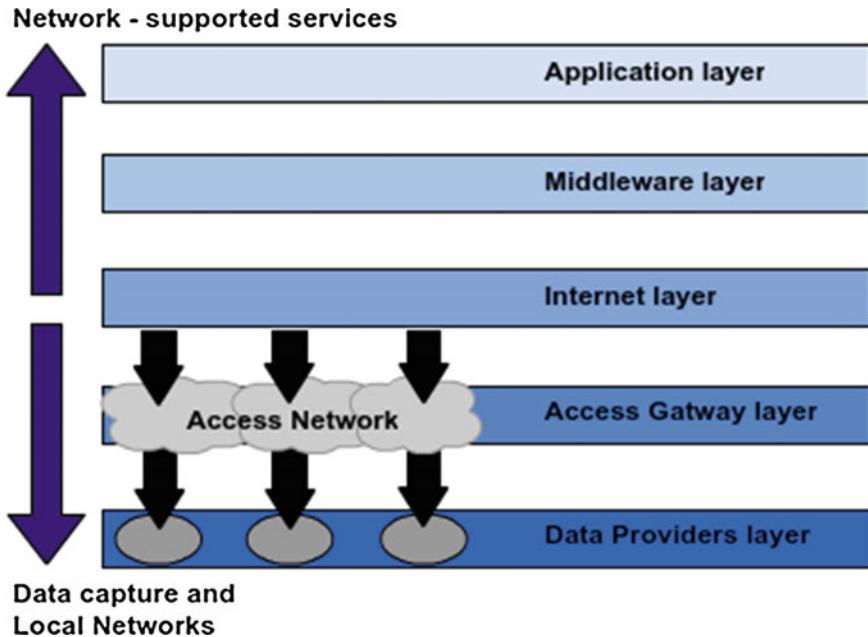 Network - supported services
Application layer
Middleware layer
Internet layer
Access Network
Access Gatway layer
Data Providers layer
Data capture and
Local Networks